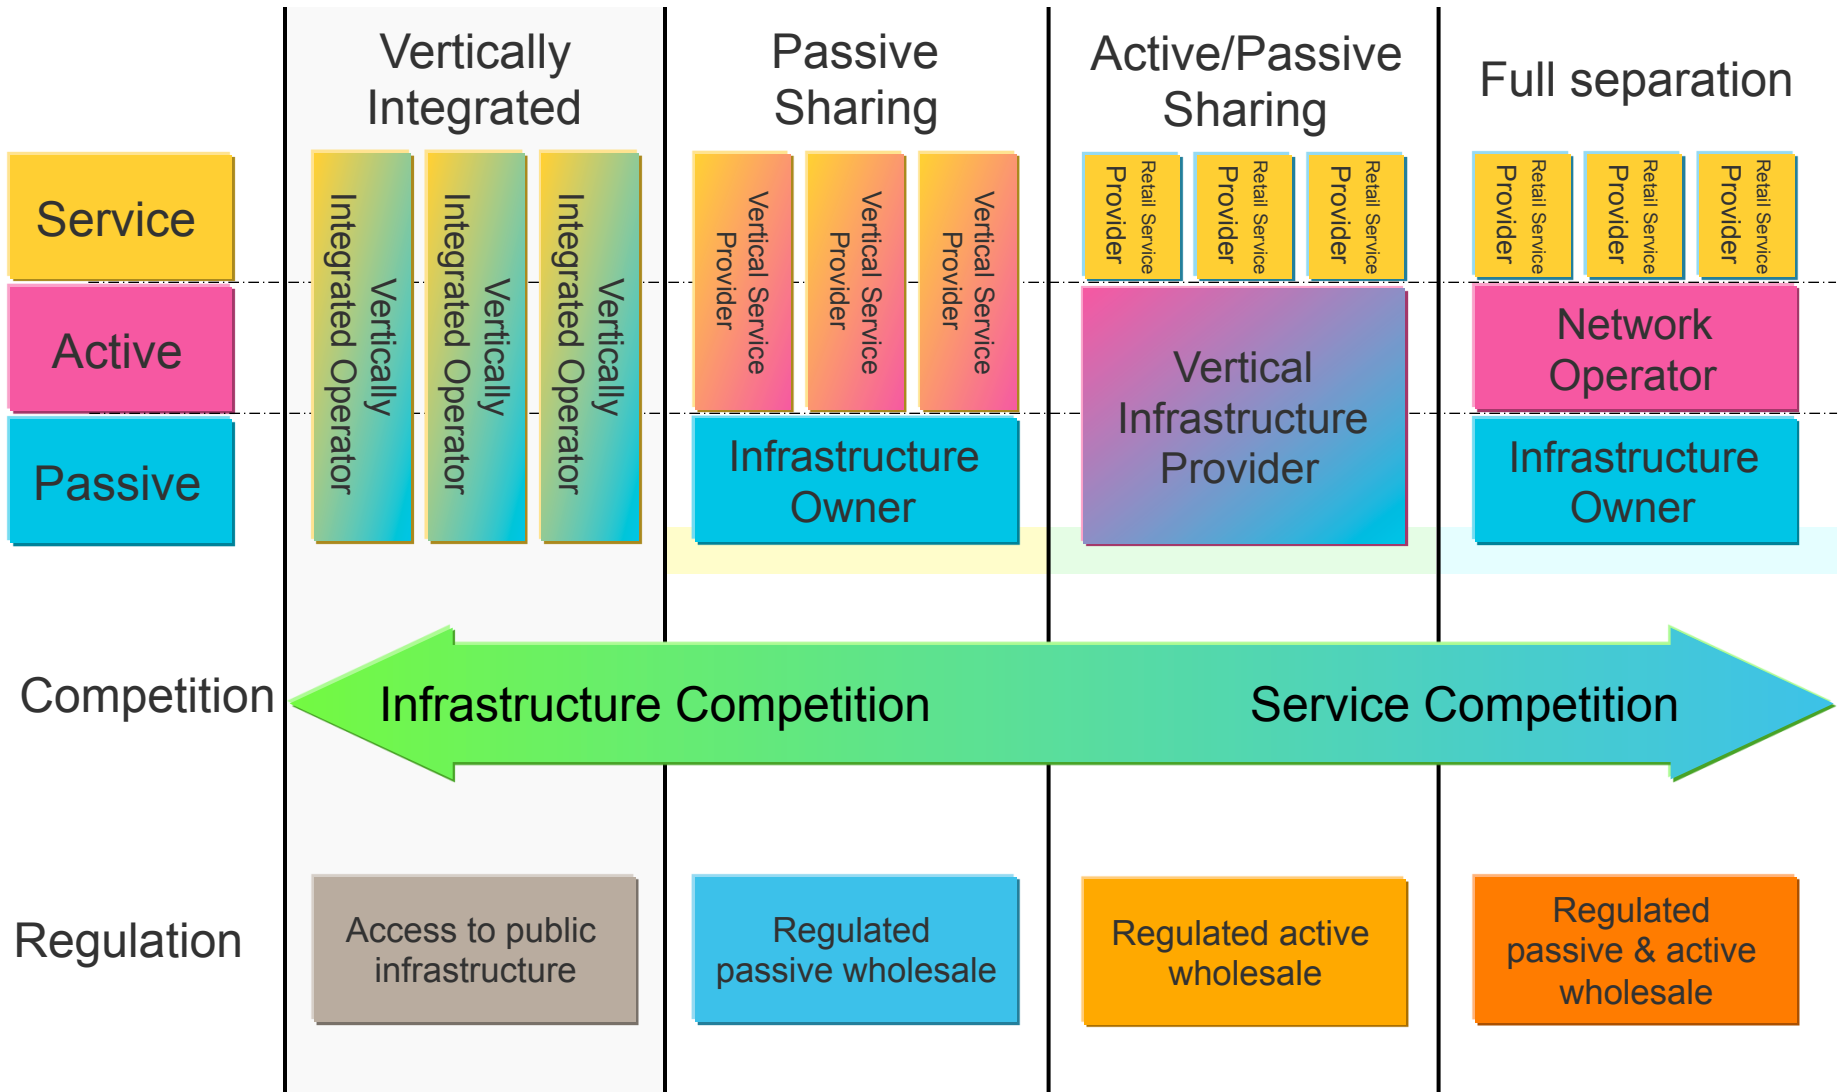 Vertically
Integrated
Passive
Sharing
Active/Passive
Sharing
Full separation
Service
Active
Passive
Vertically
Integrated Operator
Vertically
Integrated Operator
Vertically
Integrated Operator
Vertical Service
Provider
Vertical Service
Provider
Vertical Service
Provider
Infrastructure
Owner
Retail Service
Provider
Retail Service
Provider
Retail Service
Provider
Vertical
Infrastructure
Provider
Retail Service
Provider
Retail Service
Provider
Retail Service
Provider
Network
Operator
Infrastructure
Owner
Competition
Infrastructure Competition
Service Competition
Regulation
Access to public
infrastructure
Regulated
passive wholesale
Regulated active
wholesale
Regulated
passive & active
wholesale